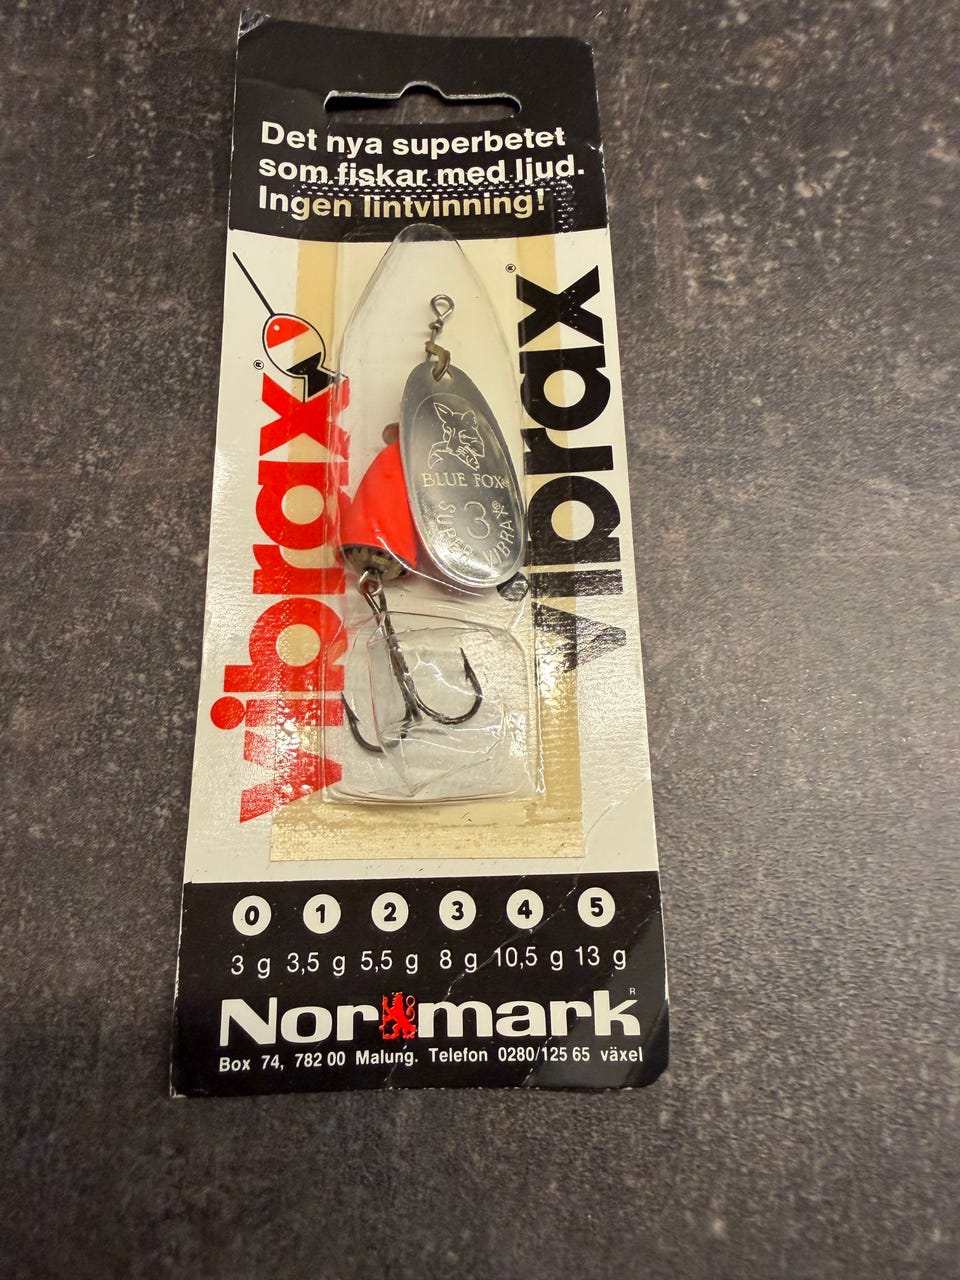 Det nya superbetet
som fiskar med ljud.
Ingen lintvinning!
vibrax®
vibrax®
BLUE FOX
3
SUPER VIBRAX®
0 1 2 3 4 5
3 g 3,5 g 5,5 g 8 g 10,5 g 13 g
Normark R
Box 74, 782 00 Malung. Telefon 0280/125 65 växel